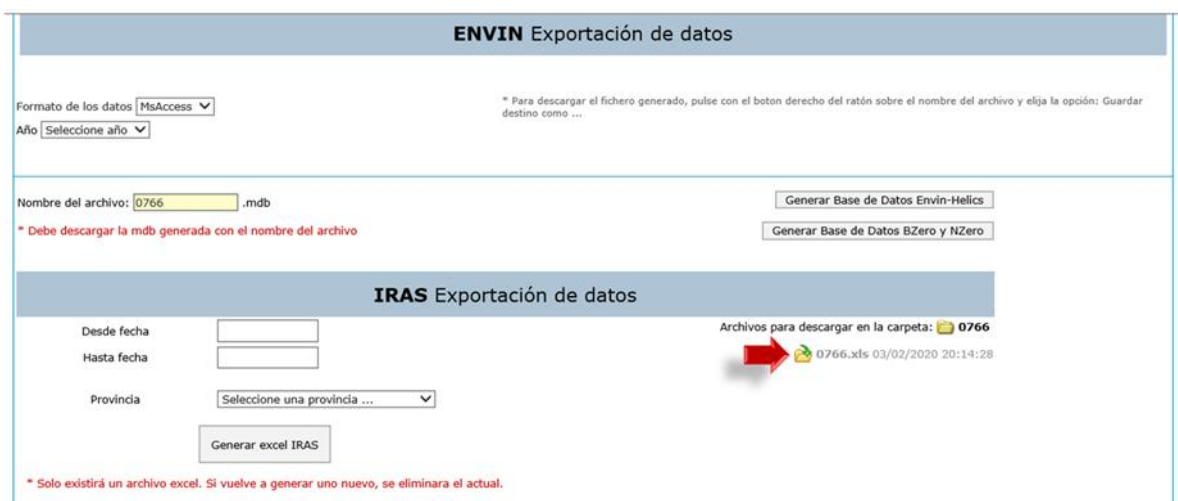 ENVIN Exportación de datos
Formato de los datos MsAccess
* Para descargar el fichero generado, pulse con el boton derecho del ratón sobre el nombre del archivo y elija la opción: Guardar
destino como ...
Año Seleccione año
Nombre del archivo: 0766 .mdb
Generar Base de Datos Envin-Helics
* Debe descargar la mdb generada con el nombre del archivo
Generar Base de Datos BZero y NZero
IRAS Exportación de datos
Desde fecha
Archivos para descargar en la carpeta: 0766
Hasta fecha
0766.xls 03/02/2020 20:14:28
Provincia Seleccione una provincia ...
Generar excel IRAS
* Solo existirá un archivo excel. Si vuelve a generar uno nuevo, se eliminara el actual.